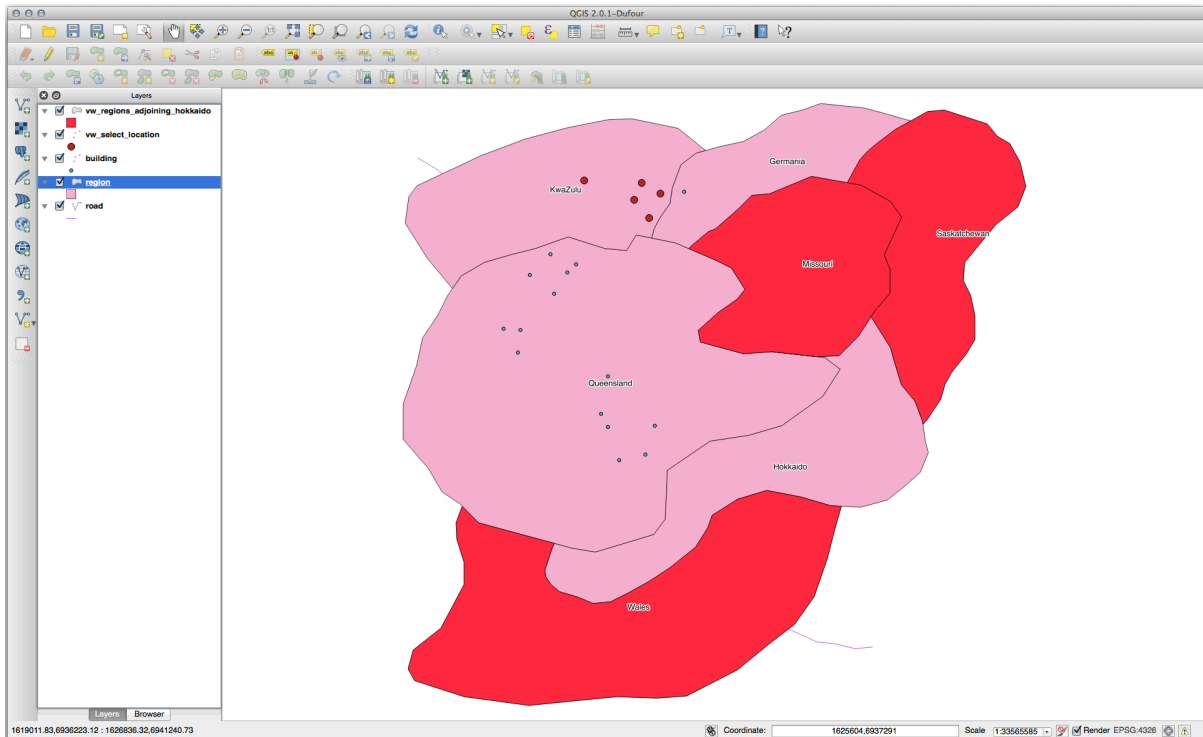 QGIS 2.0.1-Dufour
Layers
vw_regions_adjoining_hokkaido
vw_select_location
building
region
road
Germania
KwaZulu
Saskatchewan
Missouri
Queensland
Hokkaido
Wales
Layers
Browser
1619011.83,6936223.12 : 1626836.32,6941240.73
Coordinate:
1625604,6937291
Scale
1:33565585
Render
EPSG:4326